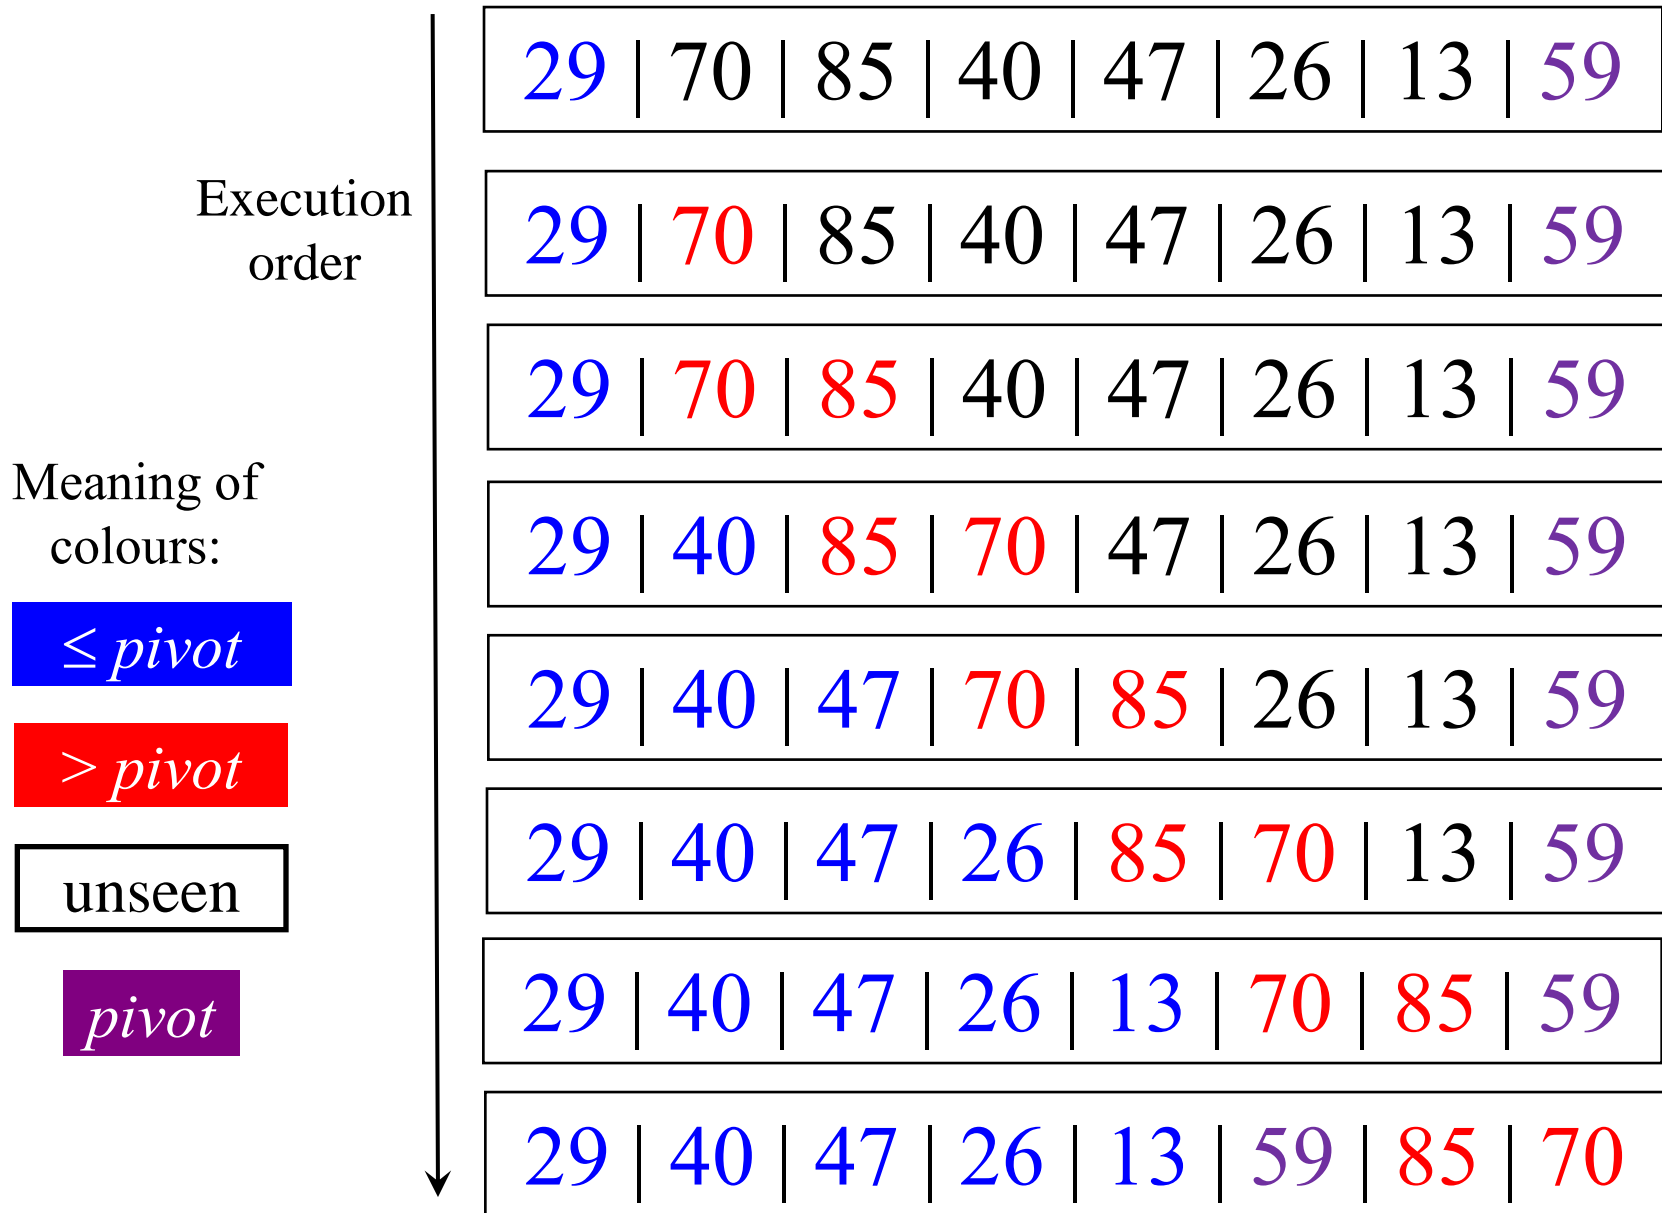 29 | 70 | 85 | 40 | 47 | 26 | 13 | 59
Execution
order
29 | 70 | 85 | 40 | 47 | 26 | 13 | 59
29 | 70 | 85 | 40 | 47 | 26 | 13 | 59
Meaning of
colours:
29 | 40 | 85 | 70 | 47 | 26 | 13 | 59
≤ pivot
29 | 40 | 47 | 70 | 85 | 26 | 13 | 59
> pivot
29 | 40 | 47 | 26 | 85 | 70 | 13 | 59
unseen
29 | 40 | 47 | 26 | 13 | 70 | 85 | 59
pivot
29 | 40 | 47 | 26 | 13 | 59 | 85 | 70